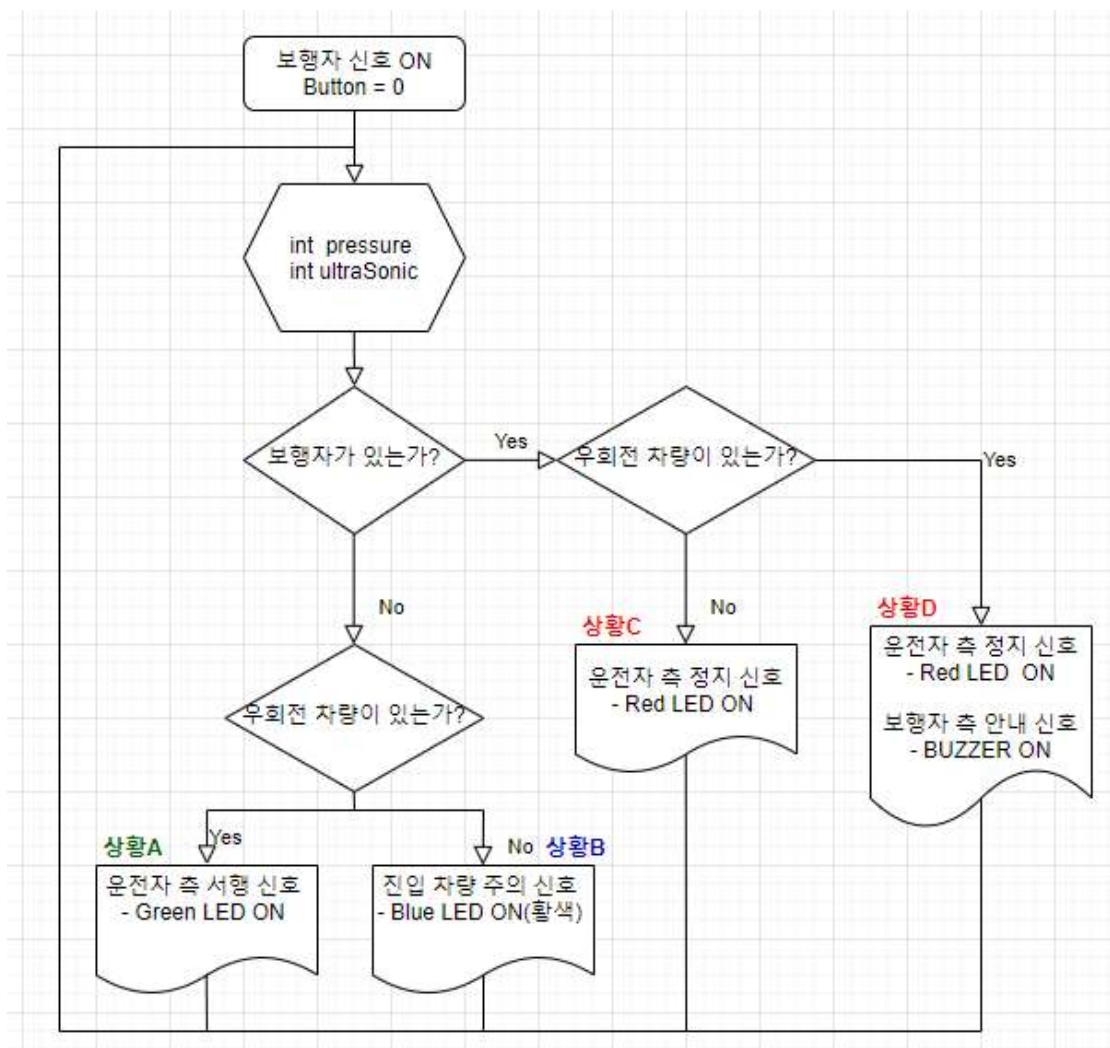 보행자 신호 ON
Button = 0
int pressure
int ultraSonic
보행자가 있는가?
Yes
우회전 차량이 있는가?
Yes
No
No
상황C
운전자 측 정지 신호
- Red LED ON
상황D
운전자 측 정지 신호
- Red LED ON
보행자 측 안내 신호
- BUZZER ON
우회전 차량이 있는가?
상황A
Yes
운전자 측 서행 신호
- Green LED ON
No
상황B
진입 차량 주의 신호
- Blue LED ON(황색)